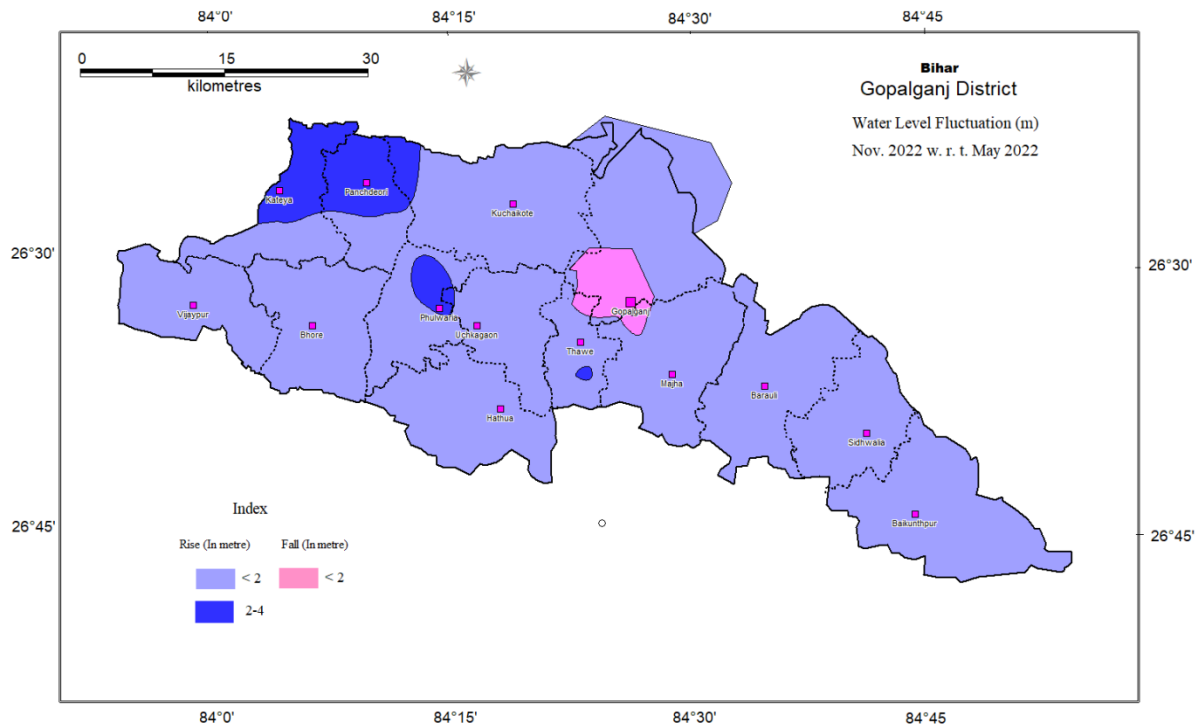 84°0' 84°15' 84°30' 84°45'
0 15 30
kilometres
Bihar
Gopalganj District
Water Level Fluctuation (m)
Nov. 2022 w. r. t. May 2022
Kateya
Panchdeori
Kuchaikote
26°30' 26°30'
Vijaypur
Bhore
Phulwaria
Uchkagaon
Gopalganj
Thawe
Majha
Barauli
Hathua
Sidhwalia
Baikunthpur
26°45' 26°45'
Index
Rise (In metre) Fall (In metre)
< 2 < 2
2-4
84°0' 84°15' 84°30' 84°45'